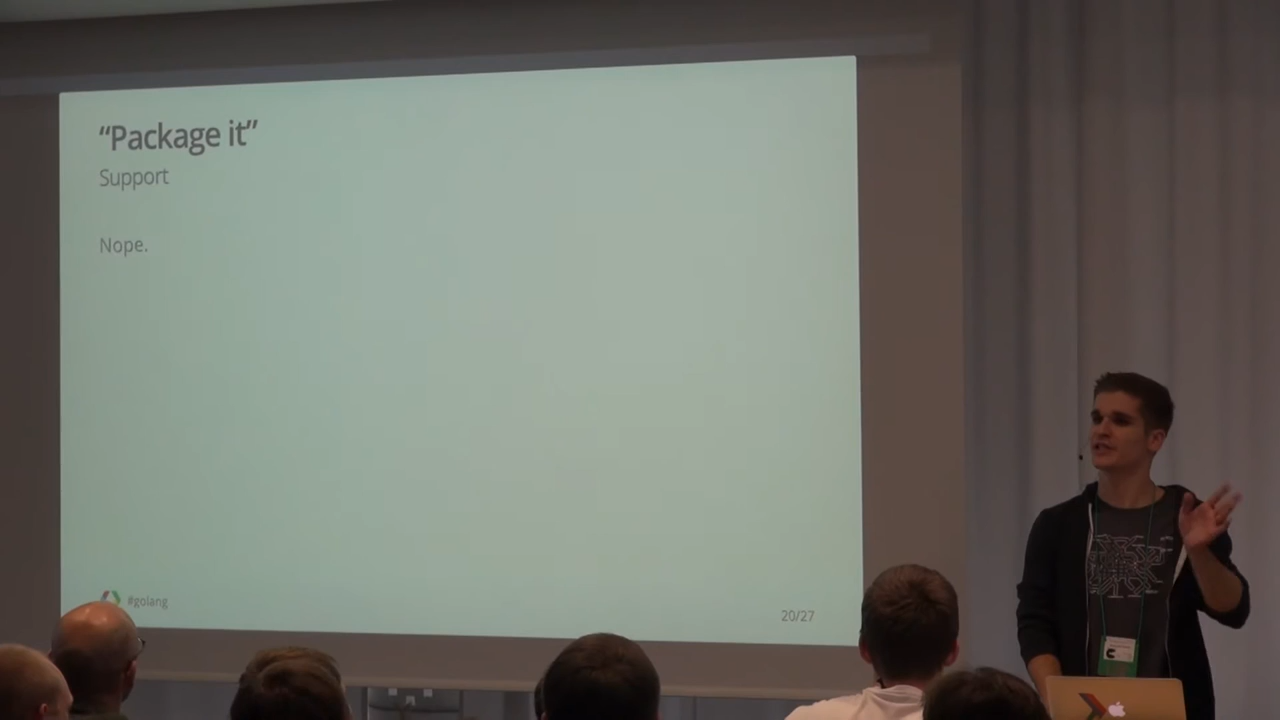 “Package it”
Support
Nope.
#golang
20/27